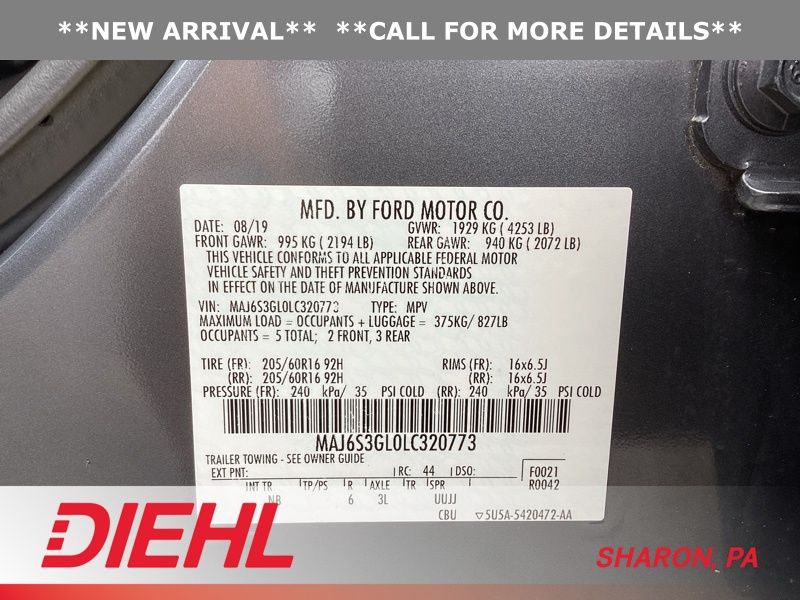 **NEW ARRIVAL** **CALL FOR MORE DETAILS**
MFD. BY FORD MOTOR CO.
DATE: 08/19 GVWR: 1929 KG ( 4253 LB)
FRONT GAWR: 995 KG ( 2194 LB) REAR GAWR: 940 KG ( 2072 LB)
THIS VEHICLE CONFORMS TO ALL APPLICABLE FEDERAL MOTOR
VEHICLE SAFETY AND THEFT PREVENTION STANDARDS
IN EFFECT ON THE DATE OF MANUFACTURE SHOWN ABOVE.
VIN: MAJ6S3GL0LC320773 TYPE: MPV
MAXIMUM LOAD = OCCUPANTS + LUGGAGE = 375KG/ 827LB
OCCUPANTS = 5 TOTAL; 2 FRONT, 3 REAR
TIRE (FR): 205/60R16 92H RIMS (FR): 16x6.5J
(RR): 205/60R16 92H (RR): 16x6.5J
PRESSURE (FR): 240 kPa/ 35 PSI COLD (RR): 240 kPa/ 35 PSI COLD
MAJ6S3GL0LC320773
TRAILER TOWING - SEE OWNER GUIDE
EXT PNT: RC: 44 DSO: F0021
R0042
INT TR TP/PS R AXLE TR SPR
NB 6 3L UUJJ
CBU ▽5U5A-5420472-AA
DIEHL
SHARON, PA